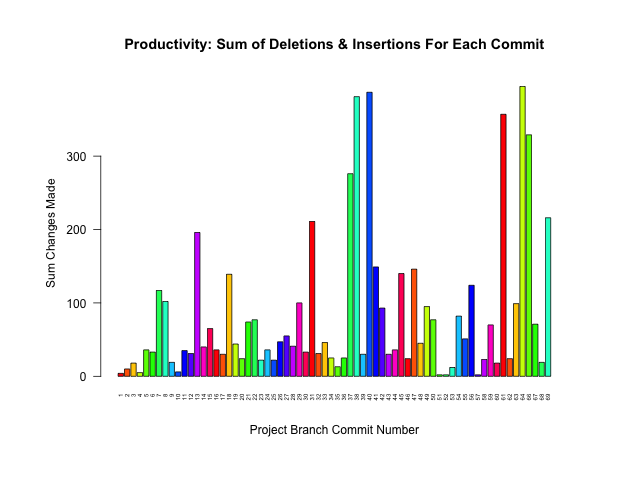 Productivity: Sum of Deletions & Insertions For Each Commit
Sum Changes Made
300
200
100
0
1 2 3 4 5 6 7 8 9 10 11 12 13 14 15 16 17 18 19 20 21 22 23 24 25 26 27 28 29 30 31 32 33 34 35 36 37 38 39 40 41 42 43 44 45 46 47 48 49 50 51 52 53 54 55 56 57 58 59 60 61 62 63 64 65 66 67 68 69
Project Branch Commit Number